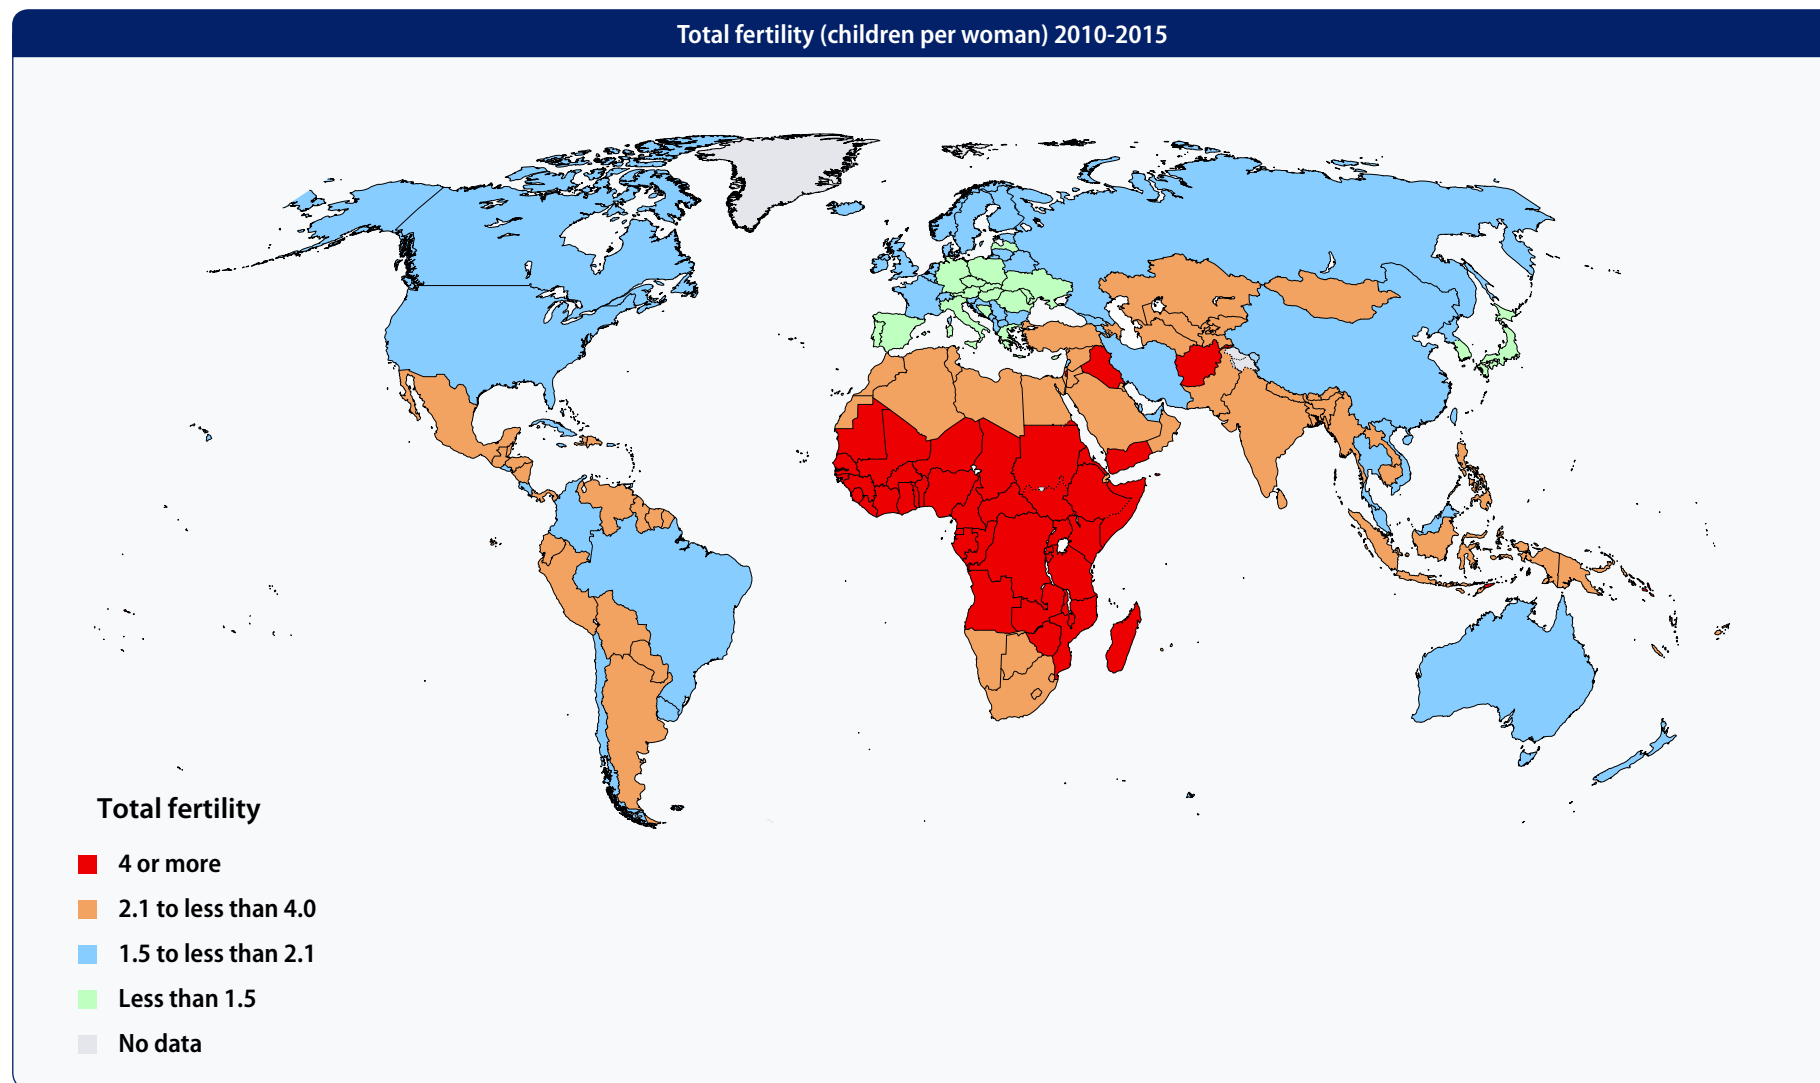 Total fertility (children per woman) 2010-2015
Total fertility
4 or more
2.1 to less than 4.0
1.5 to less than 2.1
Less than 1.5
No data